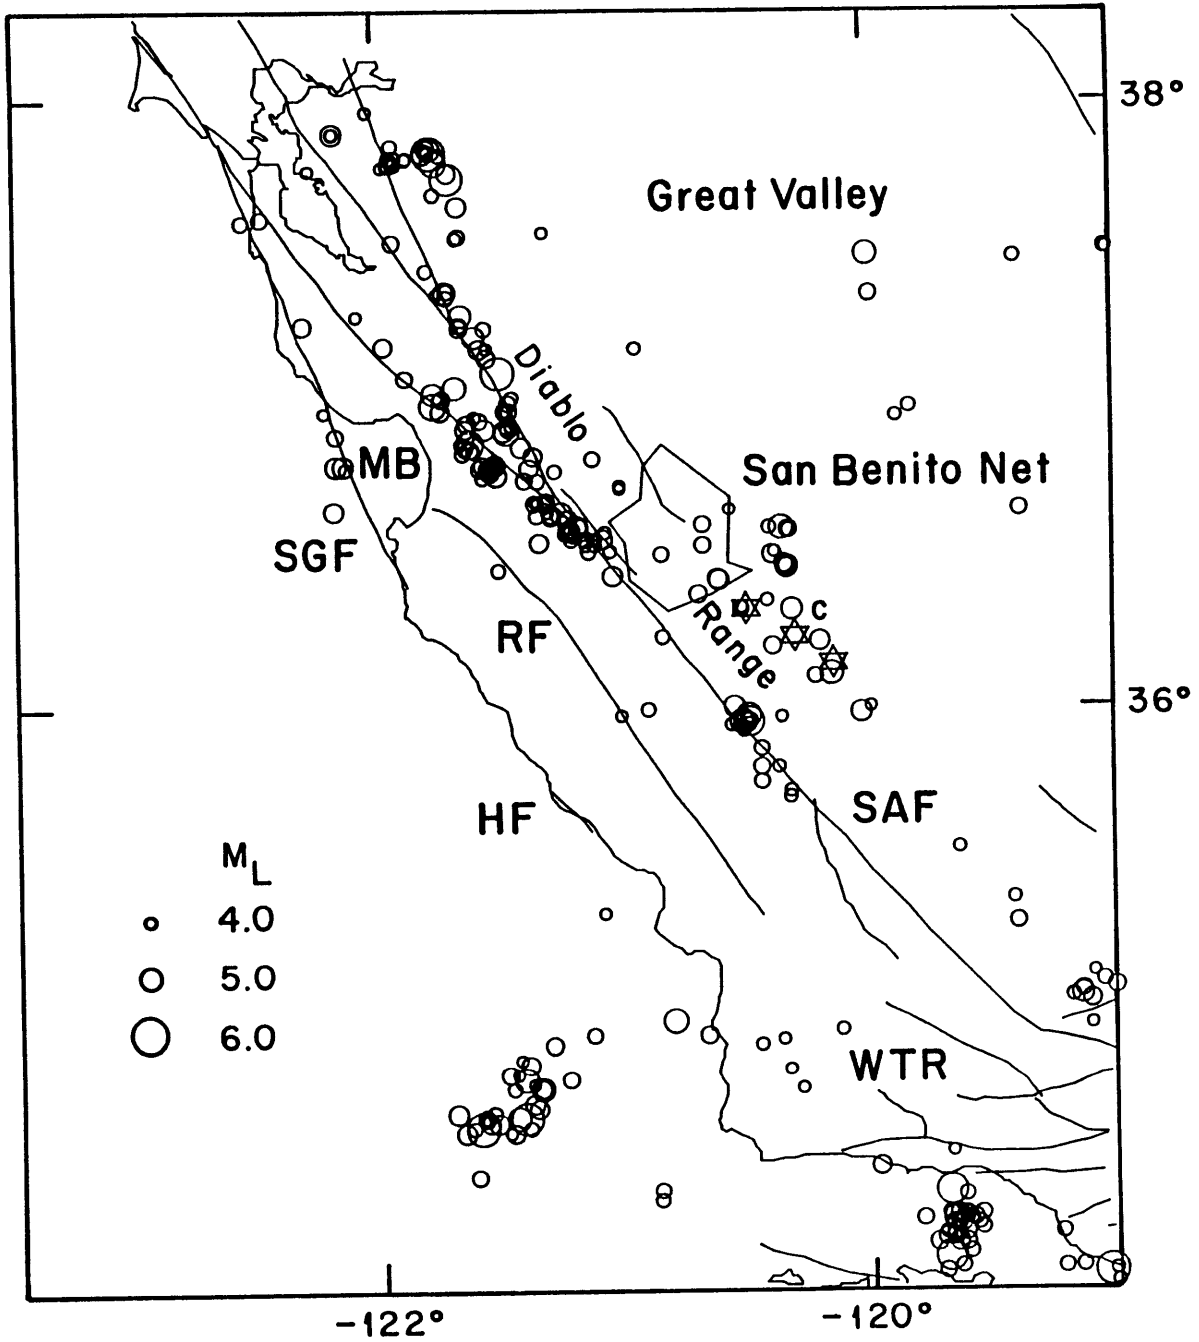 38°
Great Valley
Diablo
San Benito Net
MB
SGF
C
RF
Range
36°
HF
SAF
M
L
4.0
5.0
6.0
WTR
-122°
-120°